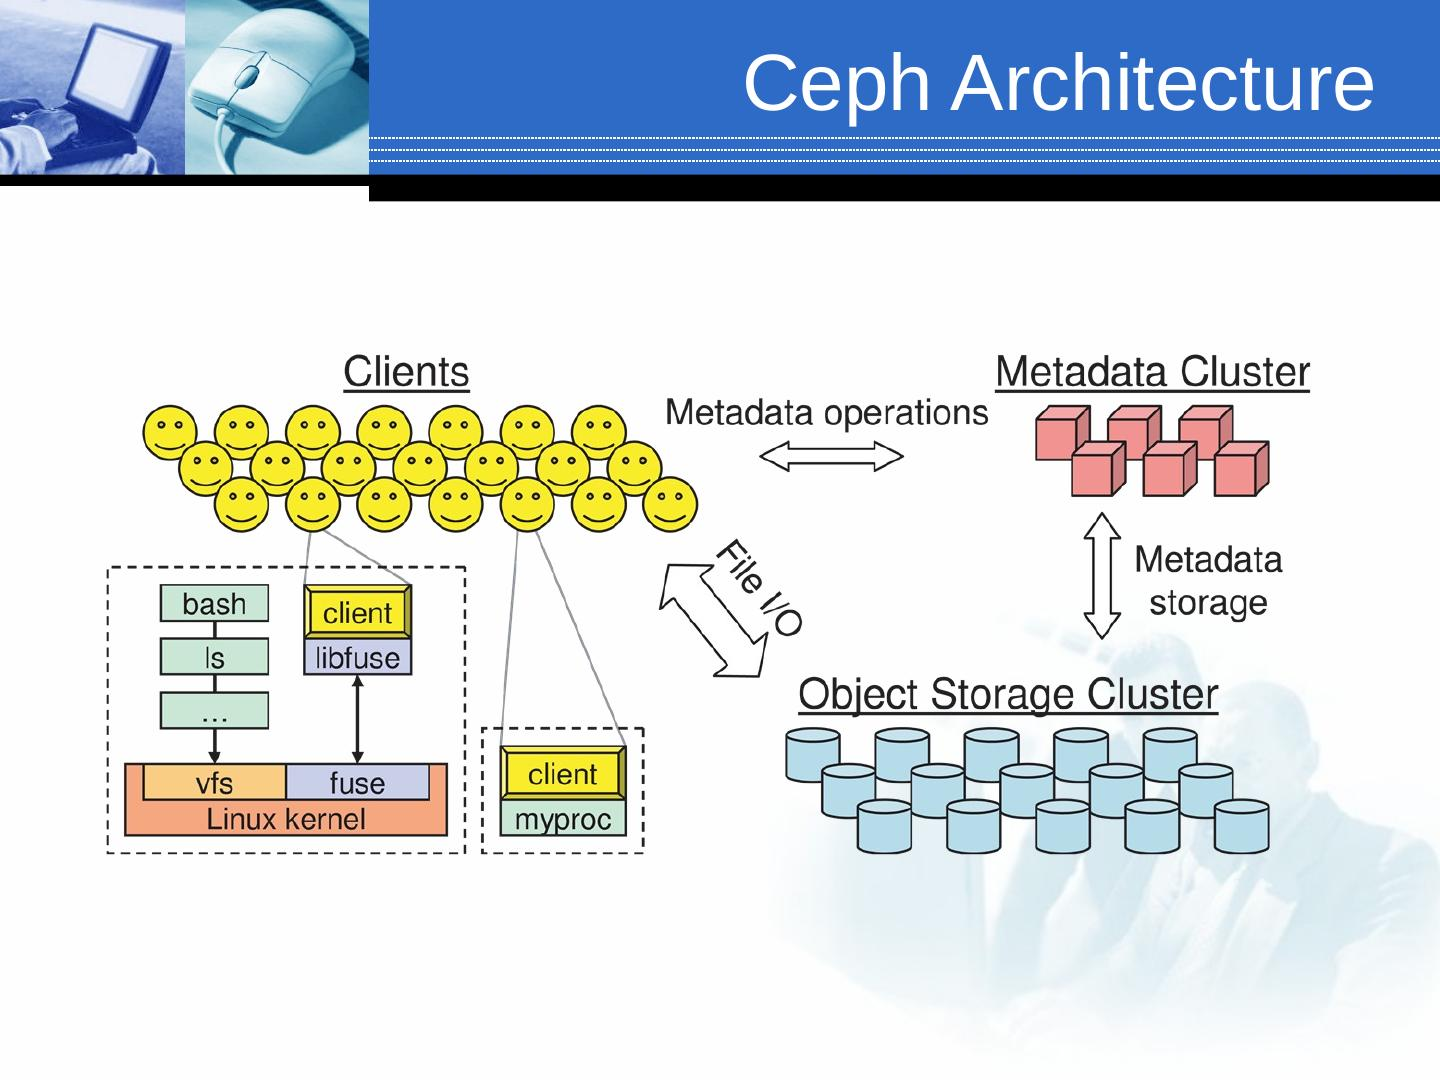 Ceph Architecture
Clients
Metadata Cluster
Metadata operations
File I/O
Metadata
storage
bash
client
ls
libfuse
...
vfs
fuse
Linux kernel
client
myproc
Object Storage Cluster